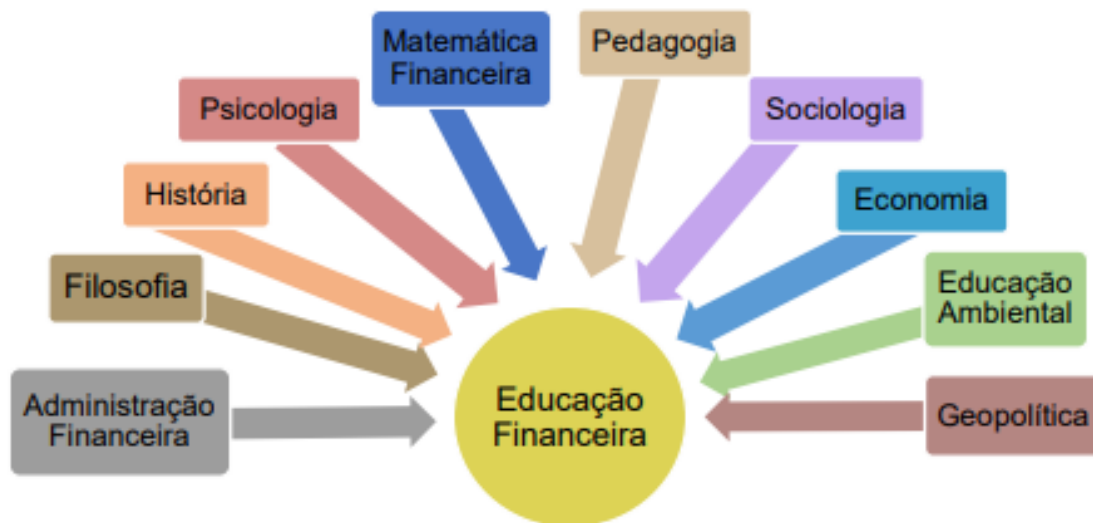 Matemática
Financeira
Pedagogia
Psicologia
Sociologia
História
Economia
Filosofia
Educação
Ambiental
Administração
Financeira
Educação
Financeira
Geopolítica